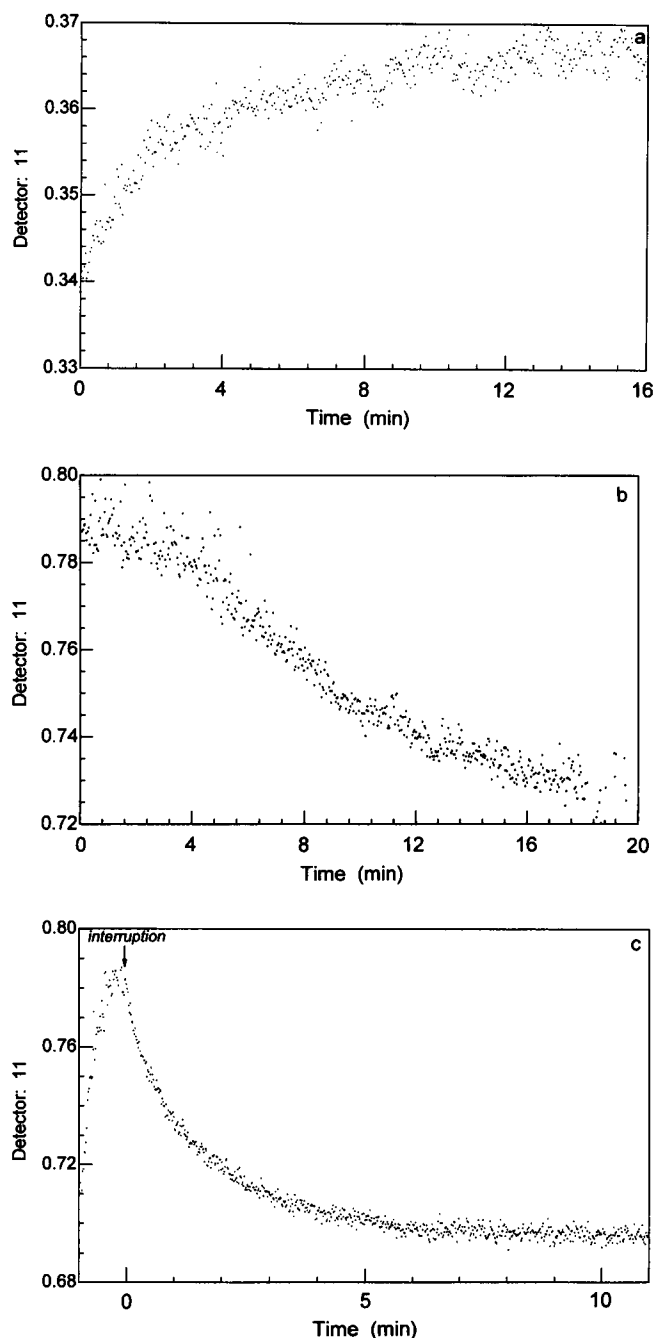 a
0.37
0.36
0.35
0.34
0.33
Detector: 11
0 4 8 12 16
Time (min)
b
0.80
0.78
0.76
0.74
0.72
Detector: 11
0 4 8 12 16 20
Time (min)
c
0.80
interruption
0.76
0.72
0.68
Detector: 11
0 5 10
Time (min)